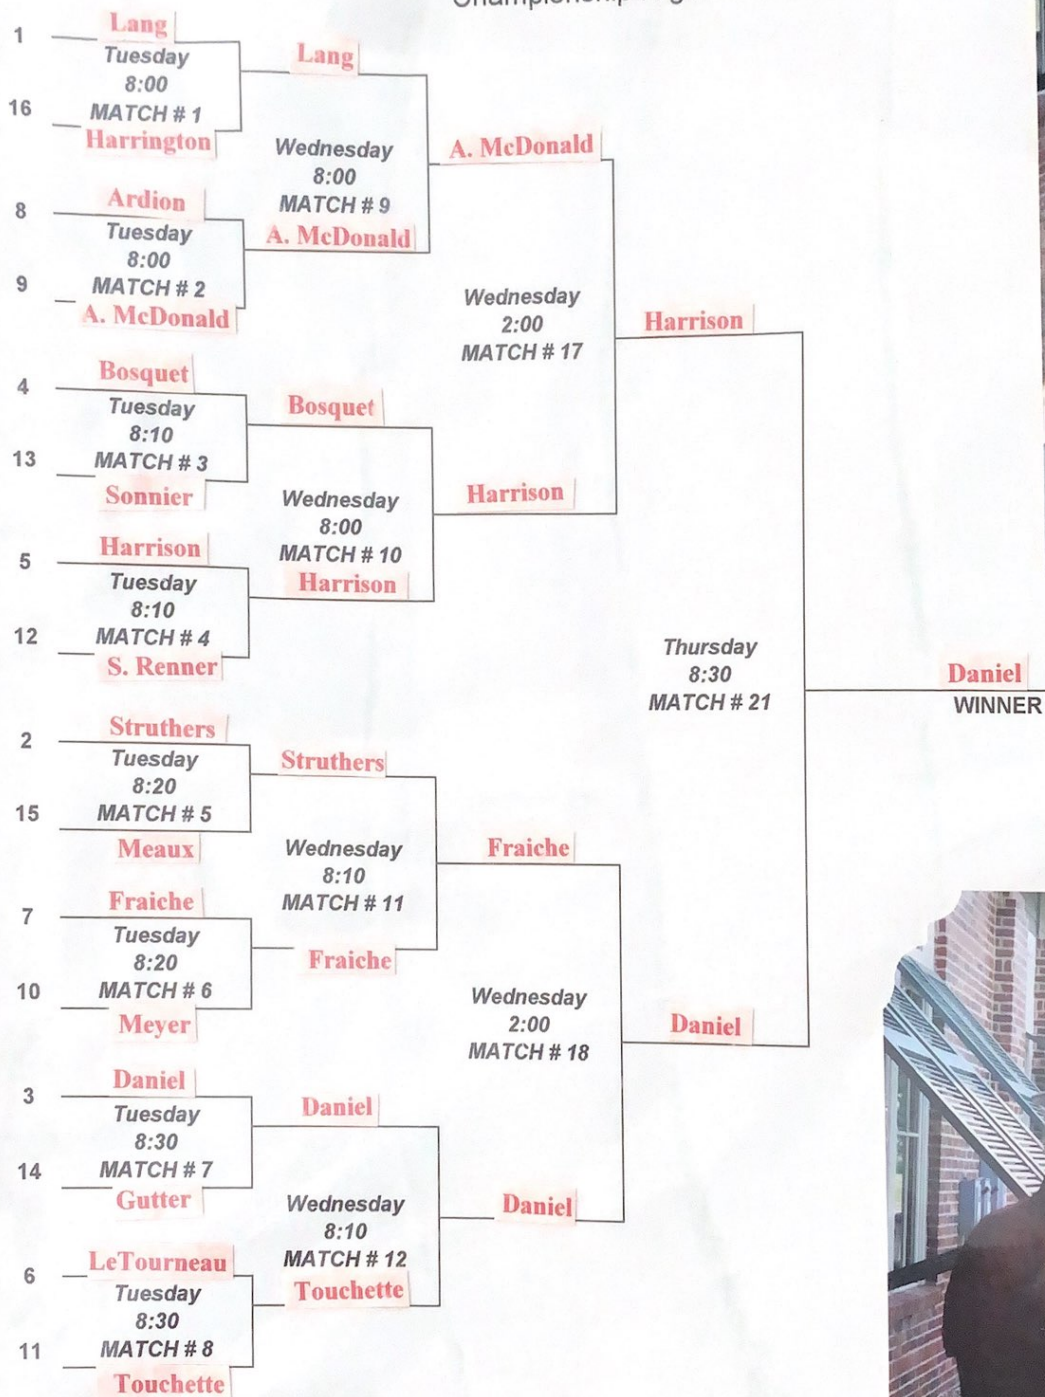 1
Lang
Tuesday
8:00
MATCH # 1
16
Harrington
Lang
Wednesday
8:00
MATCH # 9
A. McDonald
8
Ardion
Tuesday
8:00
MATCH # 2
9
A. McDonald
A. McDonald
Wednesday
2:00
MATCH # 17
Harrison
4
Bosquet
Tuesday
8:10
MATCH # 3
13
Sonnier
Bosquet
Wednesday
8:00
MATCH # 10
Harrison
5
Harrison
Tuesday
8:10
MATCH # 4
12
S. Renner
Harrison
Thursday
8:30
MATCH # 21
Daniel
WINNER
2
Struthers
Tuesday
8:20
MATCH # 5
15
Meaux
Struthers
Wednesday
8:10
MATCH # 11
Fraiche
7
Fraiche
Tuesday
8:20
MATCH # 6
10
Meyer
Fraiche
Wednesday
2:00
MATCH # 18
Daniel
3
Daniel
Tuesday
8:30
MATCH # 7
14
Gutter
Daniel
Wednesday
8:10
MATCH # 12
Touchette
6
LeTourneau
Tuesday
8:30
MATCH # 8
11
Touchette
Daniel